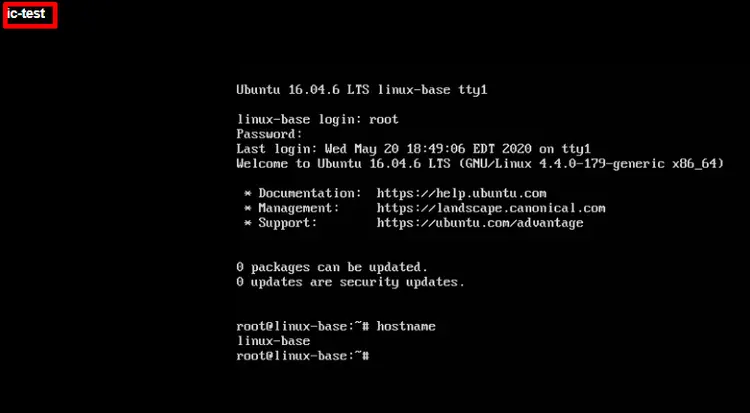 ic-test
Ubuntu 16.04.6 LTS linux-base tty1
linux-base login: root
Password:
Last login: Wed May 20 18:49:06 EDT 2020 on tty1
Welcome to Ubuntu 16.04.6 LTS (GNU/Linux 4.4.0-179-generic x86_64)
* Documentation:  https://help.ubuntu.com
* Management:     https://landscape.canonical.com
* Support:        https://ubuntu.com/advantage
0 packages can be updated.
0 updates are security updates.
root@linux-base:~# hostname
linux-base
root@linux-base:~#